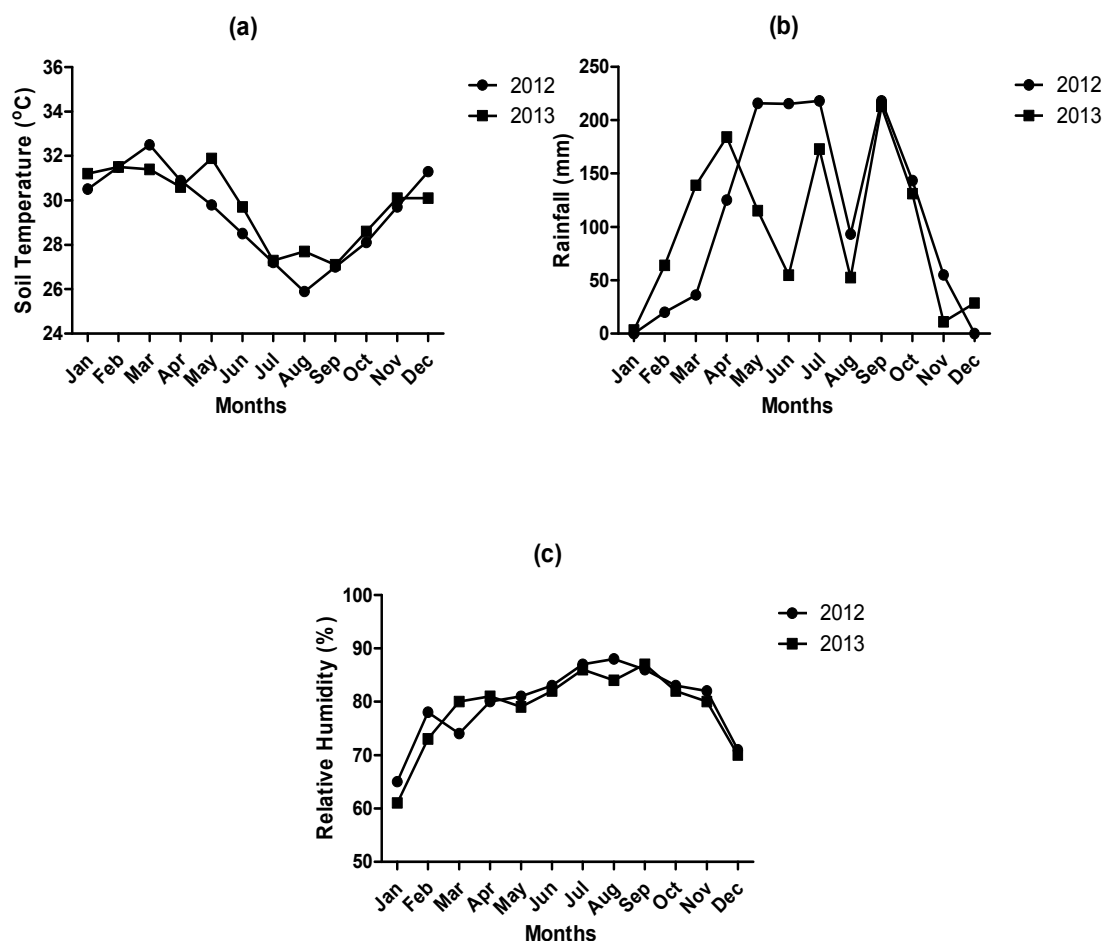 (a)
36
34
32
30
28
26
24
Soil Temperature (°C)
Jan Feb Mar Apr May Jun Jul Aug Sep Oct Nov Dec
Months
2012
2013
(b)
250
200
150
100
50
0
Rainfall (mm)
Jan Feb Mar Apr May Jun Jul Aug Sep Oct Nov Dec
Months
2012
2013
(c)
100
90
80
70
60
50
Relative Humidity (%)
Jan Feb Mar Apr May Jun Jul Aug Sep Oct Nov Dec
Months
2012
2013